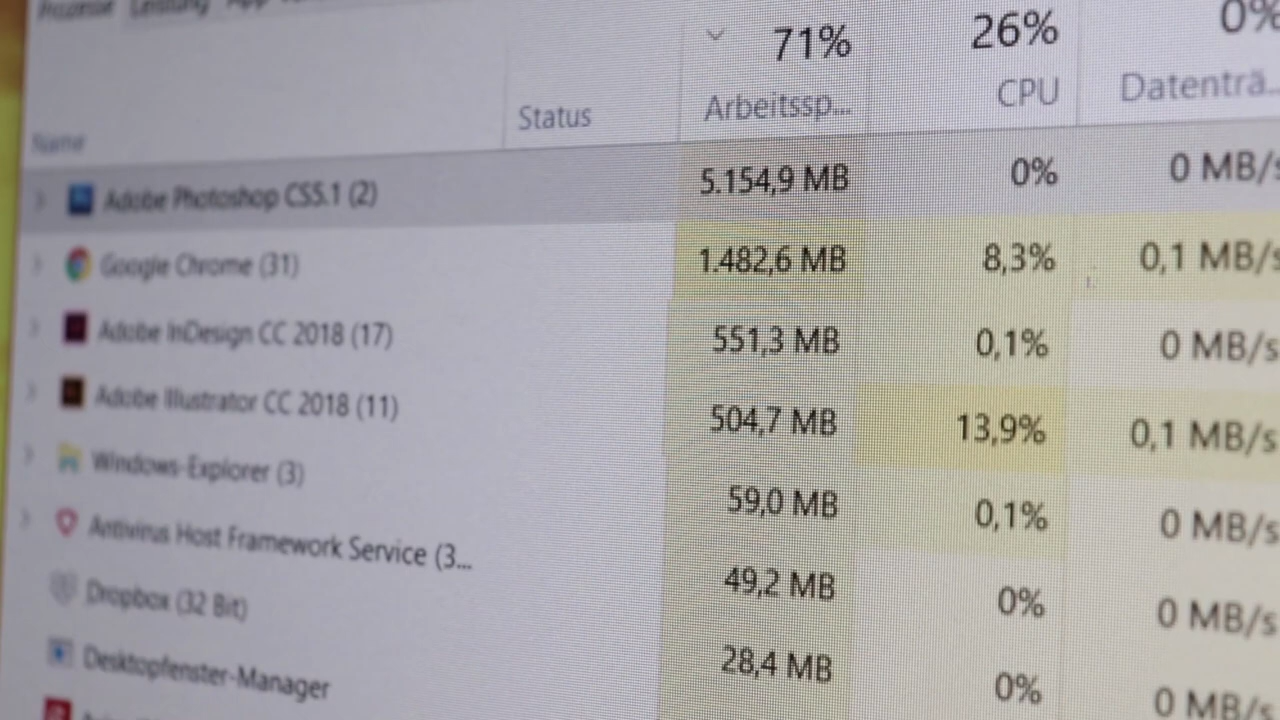 Prozesse Leistung
71% 26% 0%
Name Status Arbeitssp... CPU Datenträ...
Adobe Photoshop CS5.1 (2) 5.154,9 MB 0% 0 MB/s
Google Chrome (31) 1.482,6 MB 8,3% 0,1 MB/s
Adobe InDesign CC 2018 (17) 551,3 MB 0,1% 0 MB/s
Adobe Illustrator CC 2018 (11) 504,7 MB 13,9% 0,1 MB/s
Windows-Explorer (3) 59,0 MB 0,1% 0 MB/s
Antivirus Host Framework Service (3... 49,2 MB 0% 0 MB/s
Dropbox (32 Bit) 28,4 MB 0% 0 MB/s
Desktopfenster-Manager